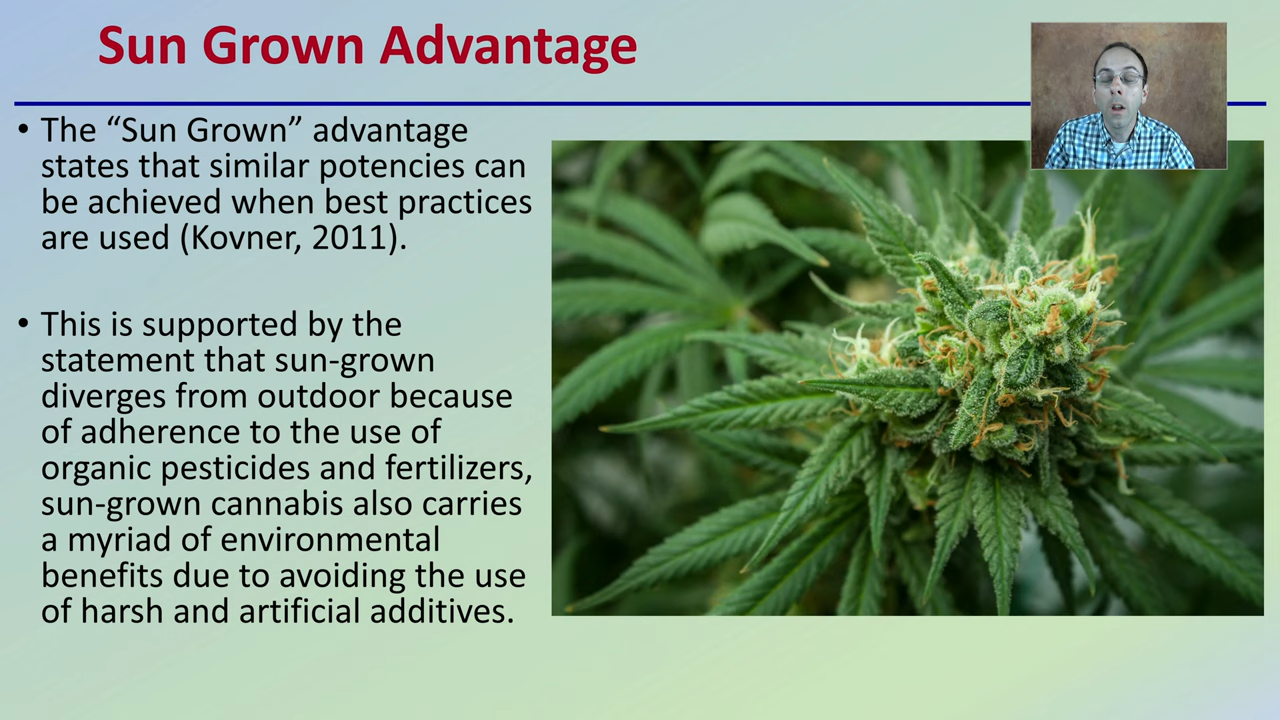 Sun Grown Advantage
• The “Sun Grown” advantage
states that similar potencies can
be achieved when best practices
are used (Kovner, 2011).
• This is supported by the
statement that sun-grown
diverges from outdoor because
of adherence to the use of
organic pesticides and fertilizers,
sun-grown cannabis also carries
a myriad of environmental
benefits due to avoiding the use
of harsh and artificial additives.